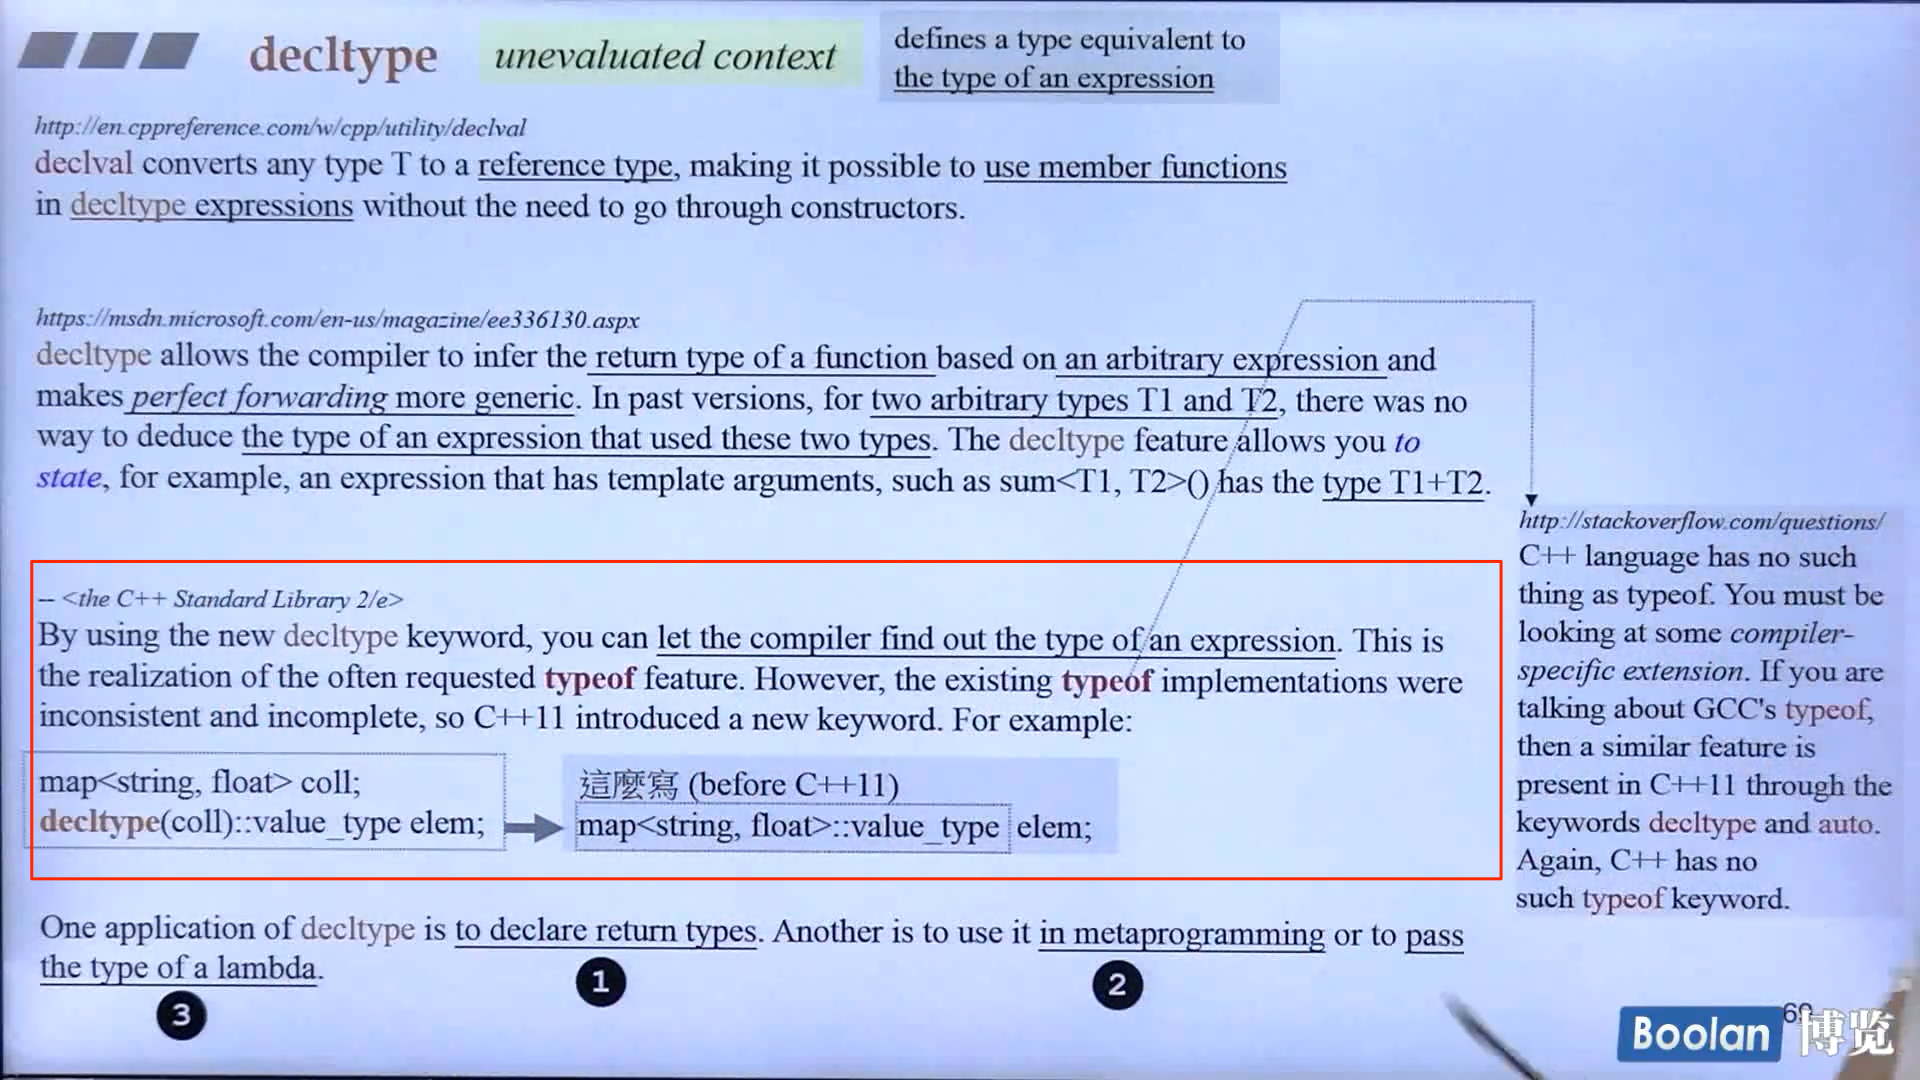 decltype
unevaluated context
defines a type equivalent to
the type of an expression
http://en.cppreference.com/w/cpp/utility/declval
declval converts any type T to a reference type, making it possible to use member functions
in decltype expressions without the need to go through constructors.
https://msdn.microsoft.com/en-us/magazine/ee336130.aspx
decltype allows the compiler to infer the return type of a function based on an arbitrary expression and
makes perfect forwarding more generic. In past versions, for two arbitrary types T1 and T2, there was no
way to deduce the type of an expression that used these two types. The decltype feature allows you to
state, for example, an expression that has template arguments, such as sum<T1, T2>() has the type T1+T2.
-- <the C++ Standard Library 2/e>
By using the new decltype keyword, you can let the compiler find out the type of an expression. This is
the realization of the often requested typeof feature. However, the existing typeof implementations were
inconsistent and incomplete, so C++11 introduced a new keyword. For example:
map<string, float> coll;
decltype(coll)::value_type elem;
這麼寫 (before C++11)
map<string, float>::value_type elem;
One application of decltype is to declare return types. Another is to use it in metaprogramming or to pass
the type of a lambda.
1
2
3
http://stackoverflow.com/questions/
C++ language has no such
thing as typeof. You must be
looking at some compiler-
specific extension. If you are
talking about GCC's typeof,
then a similar feature is
present in C++11 through the
keywords decltype and auto.
Again, C++ has no
such typeof keyword.
Boolan 博览